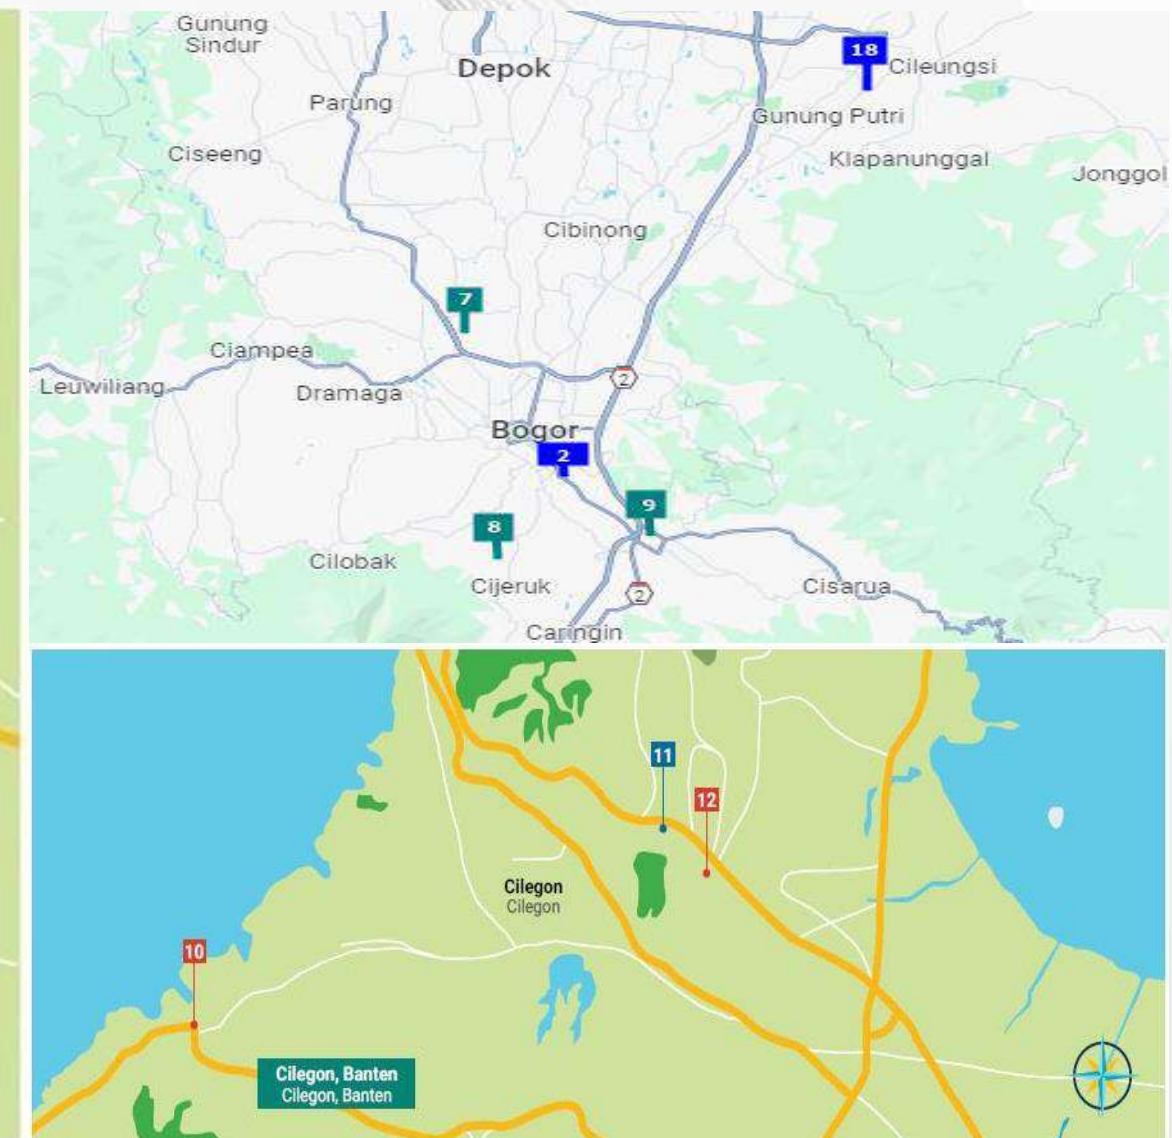 Gunung
Sindur
Depok
18
Cileungsi
Parung
Gunung Putri
Ciseeng
Klapanunggal
Jonggol
Cibinong
7
Ciampea
Leuwiliang
Dramaga
2
Bogor
2
9
8
Cilobak
Cijeruk
2
Cisarua
Caringin
11
12
Cilegon
Cilegon
10
Cilegon, Banten
Cilegon, Banten